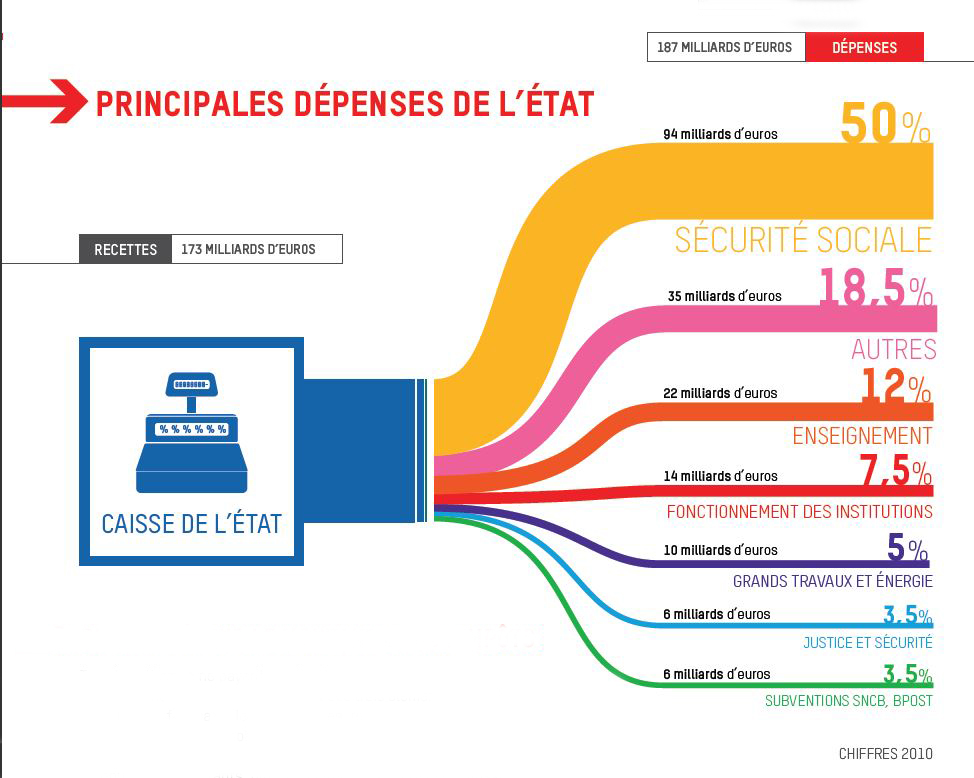 187 MILLIARDS D'EUROS DÉPENSES
PRINCIPALES DÉPENSES DE L'ÉTAT
94 milliards d'euros 50%
SÉCURITÉ SOCIALE
RECETTES 173 MILLIARDS D'EUROS
35 milliards d'euros 18,5%
AUTRES
22 milliards d'euros 12%
ENSEIGNEMENT
% % % % % %
CAISSE DE L'ÉTAT
14 milliards d'euros 7,5%
FONCTIONNEMENT DES INSTITUTIONS
10 milliards d'euros 5%
GRANDS TRAVAUX ET ÉNERGIE
6 milliards d'euros 3,5%
JUSTICE ET SÉCURITÉ
6 milliards d'euros 3,5%
SUBVENTIONS SNCB, BPOST
CHIFFRES 2010